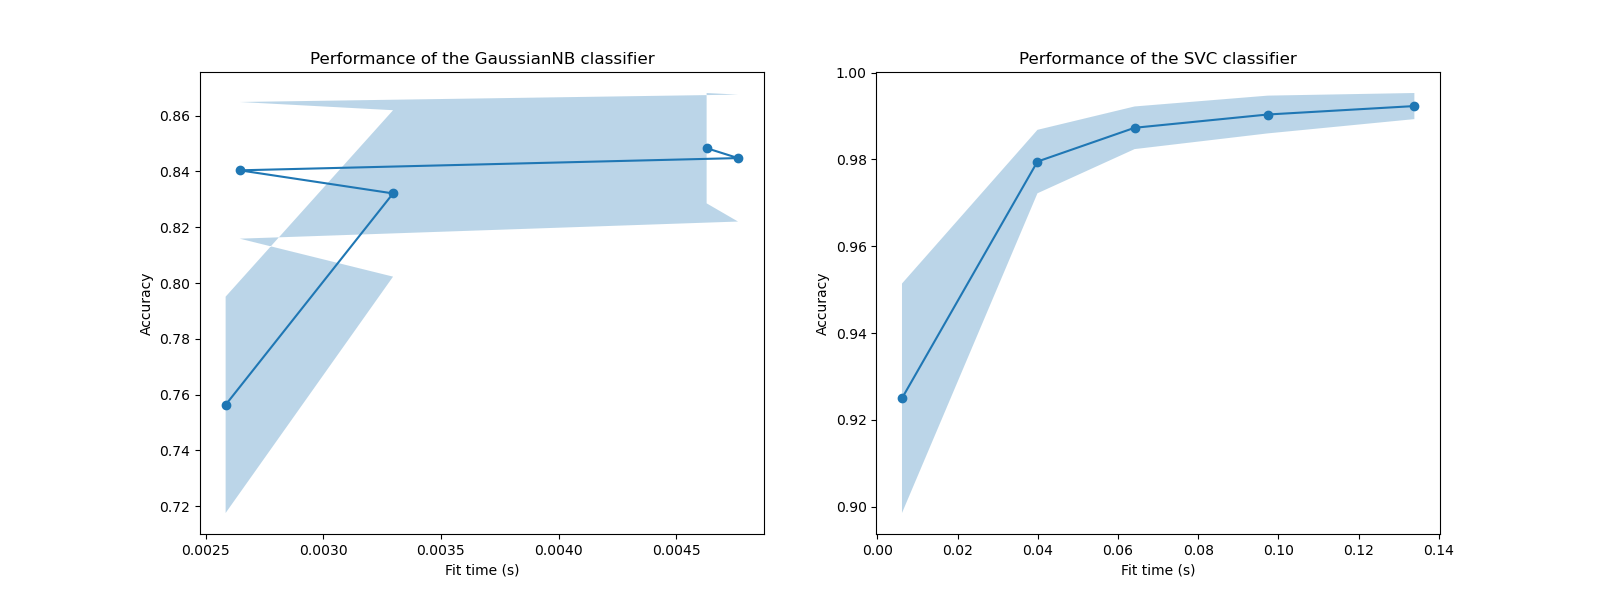 Performance of the GaussianNB classifier
Accuracy
0.86
0.84
0.82
0.80
0.78
0.76
0.74
0.72
0.0025 0.0030 0.0035 0.0040 0.0045
Fit time (s)
Performance of the SVC classifier
Accuracy
1.00
0.98
0.96
0.94
0.92
0.90
0.00 0.02 0.04 0.06 0.08 0.10 0.12 0.14
Fit time (s)